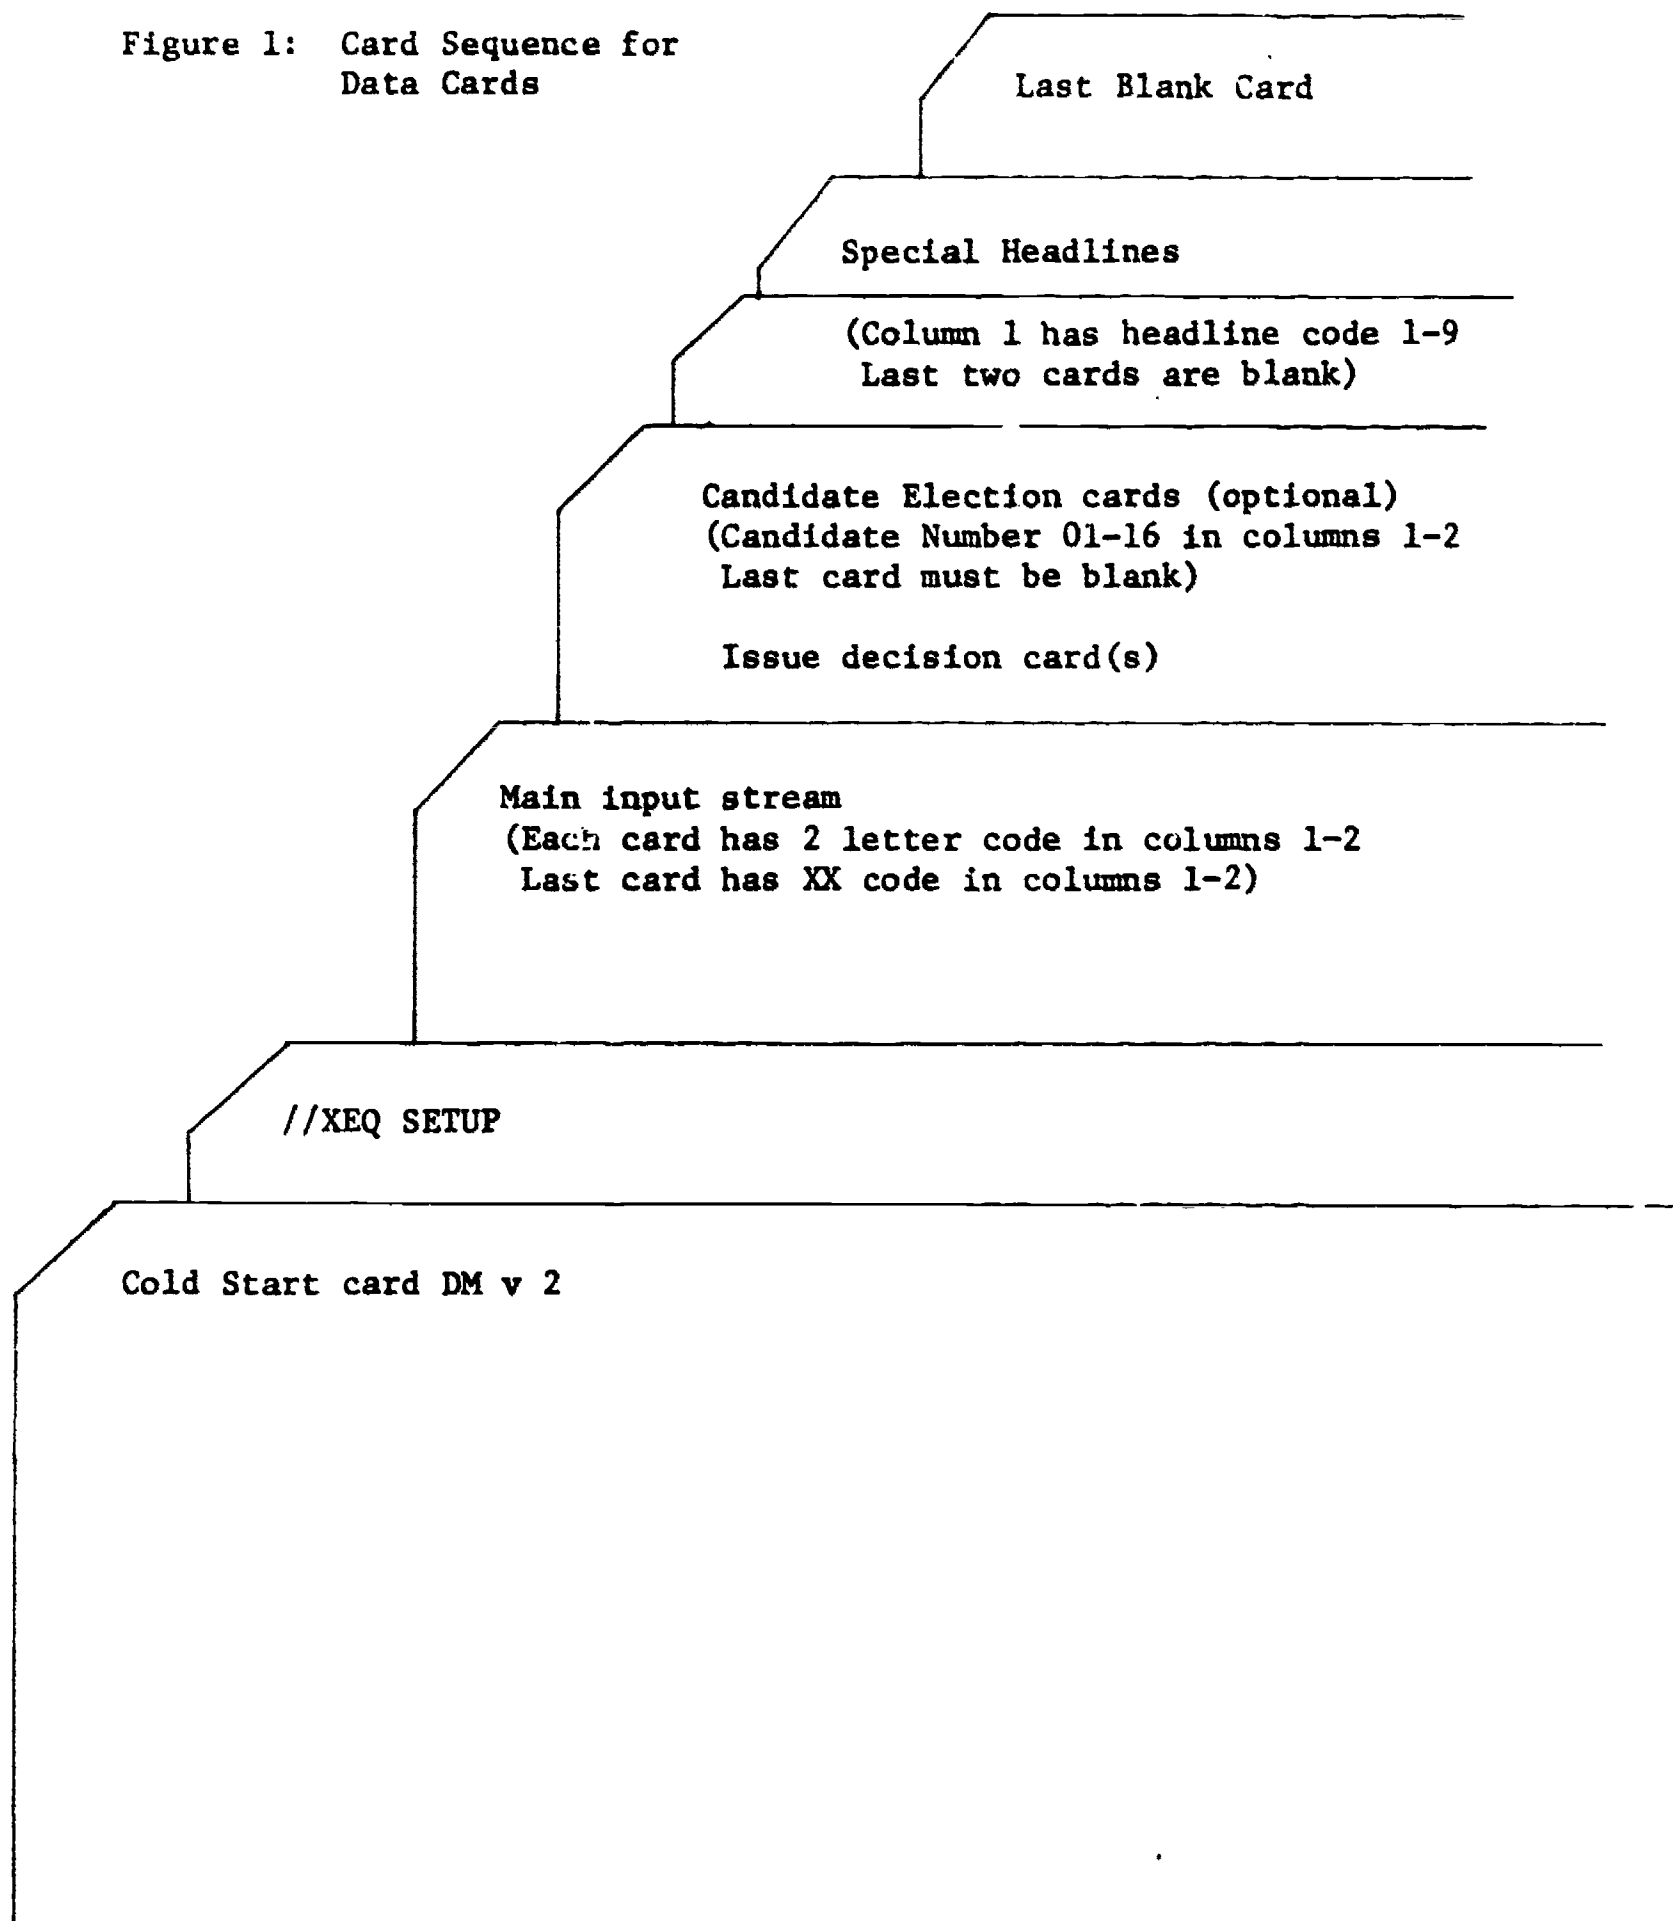 Figure 1: Card Sequence for
Data Cards
Last Blank Card
Special Headlines
(Column 1 has headline code 1-9
Last two cards are blank)
Candidate Election cards (optional)
(Candidate Number 01-16 in columns 1-2
Last card must be blank)
Issue decision card(s)
Main input stream
(Each card has 2 letter code in columns 1-2
Last card has XX code in columns 1-2)
//XEQ SETUP
Cold Start card DM v 2